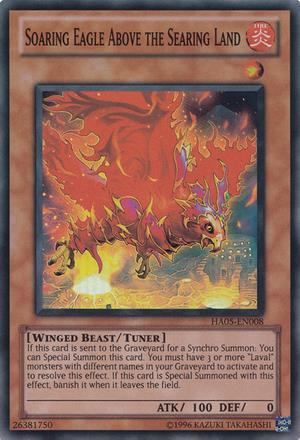 SOARING EAGLE ABOVE THE SEARING LAND
FIRE
炎
HA05-EN008
[WINGED BEAST/TUNER]
If this card is sent to the Graveyard for a Synchro Summon: You
can Special Summon this card. You must have 3 or more "Laval"
monsters with different names in your Graveyard to activate and
to resolve this effect. If Special Summoned with this effect,
banish it when it leaves the field.
ATK/ 100 DEF/ 0
26381750
©1996 KAZUKI TAKAHASHI